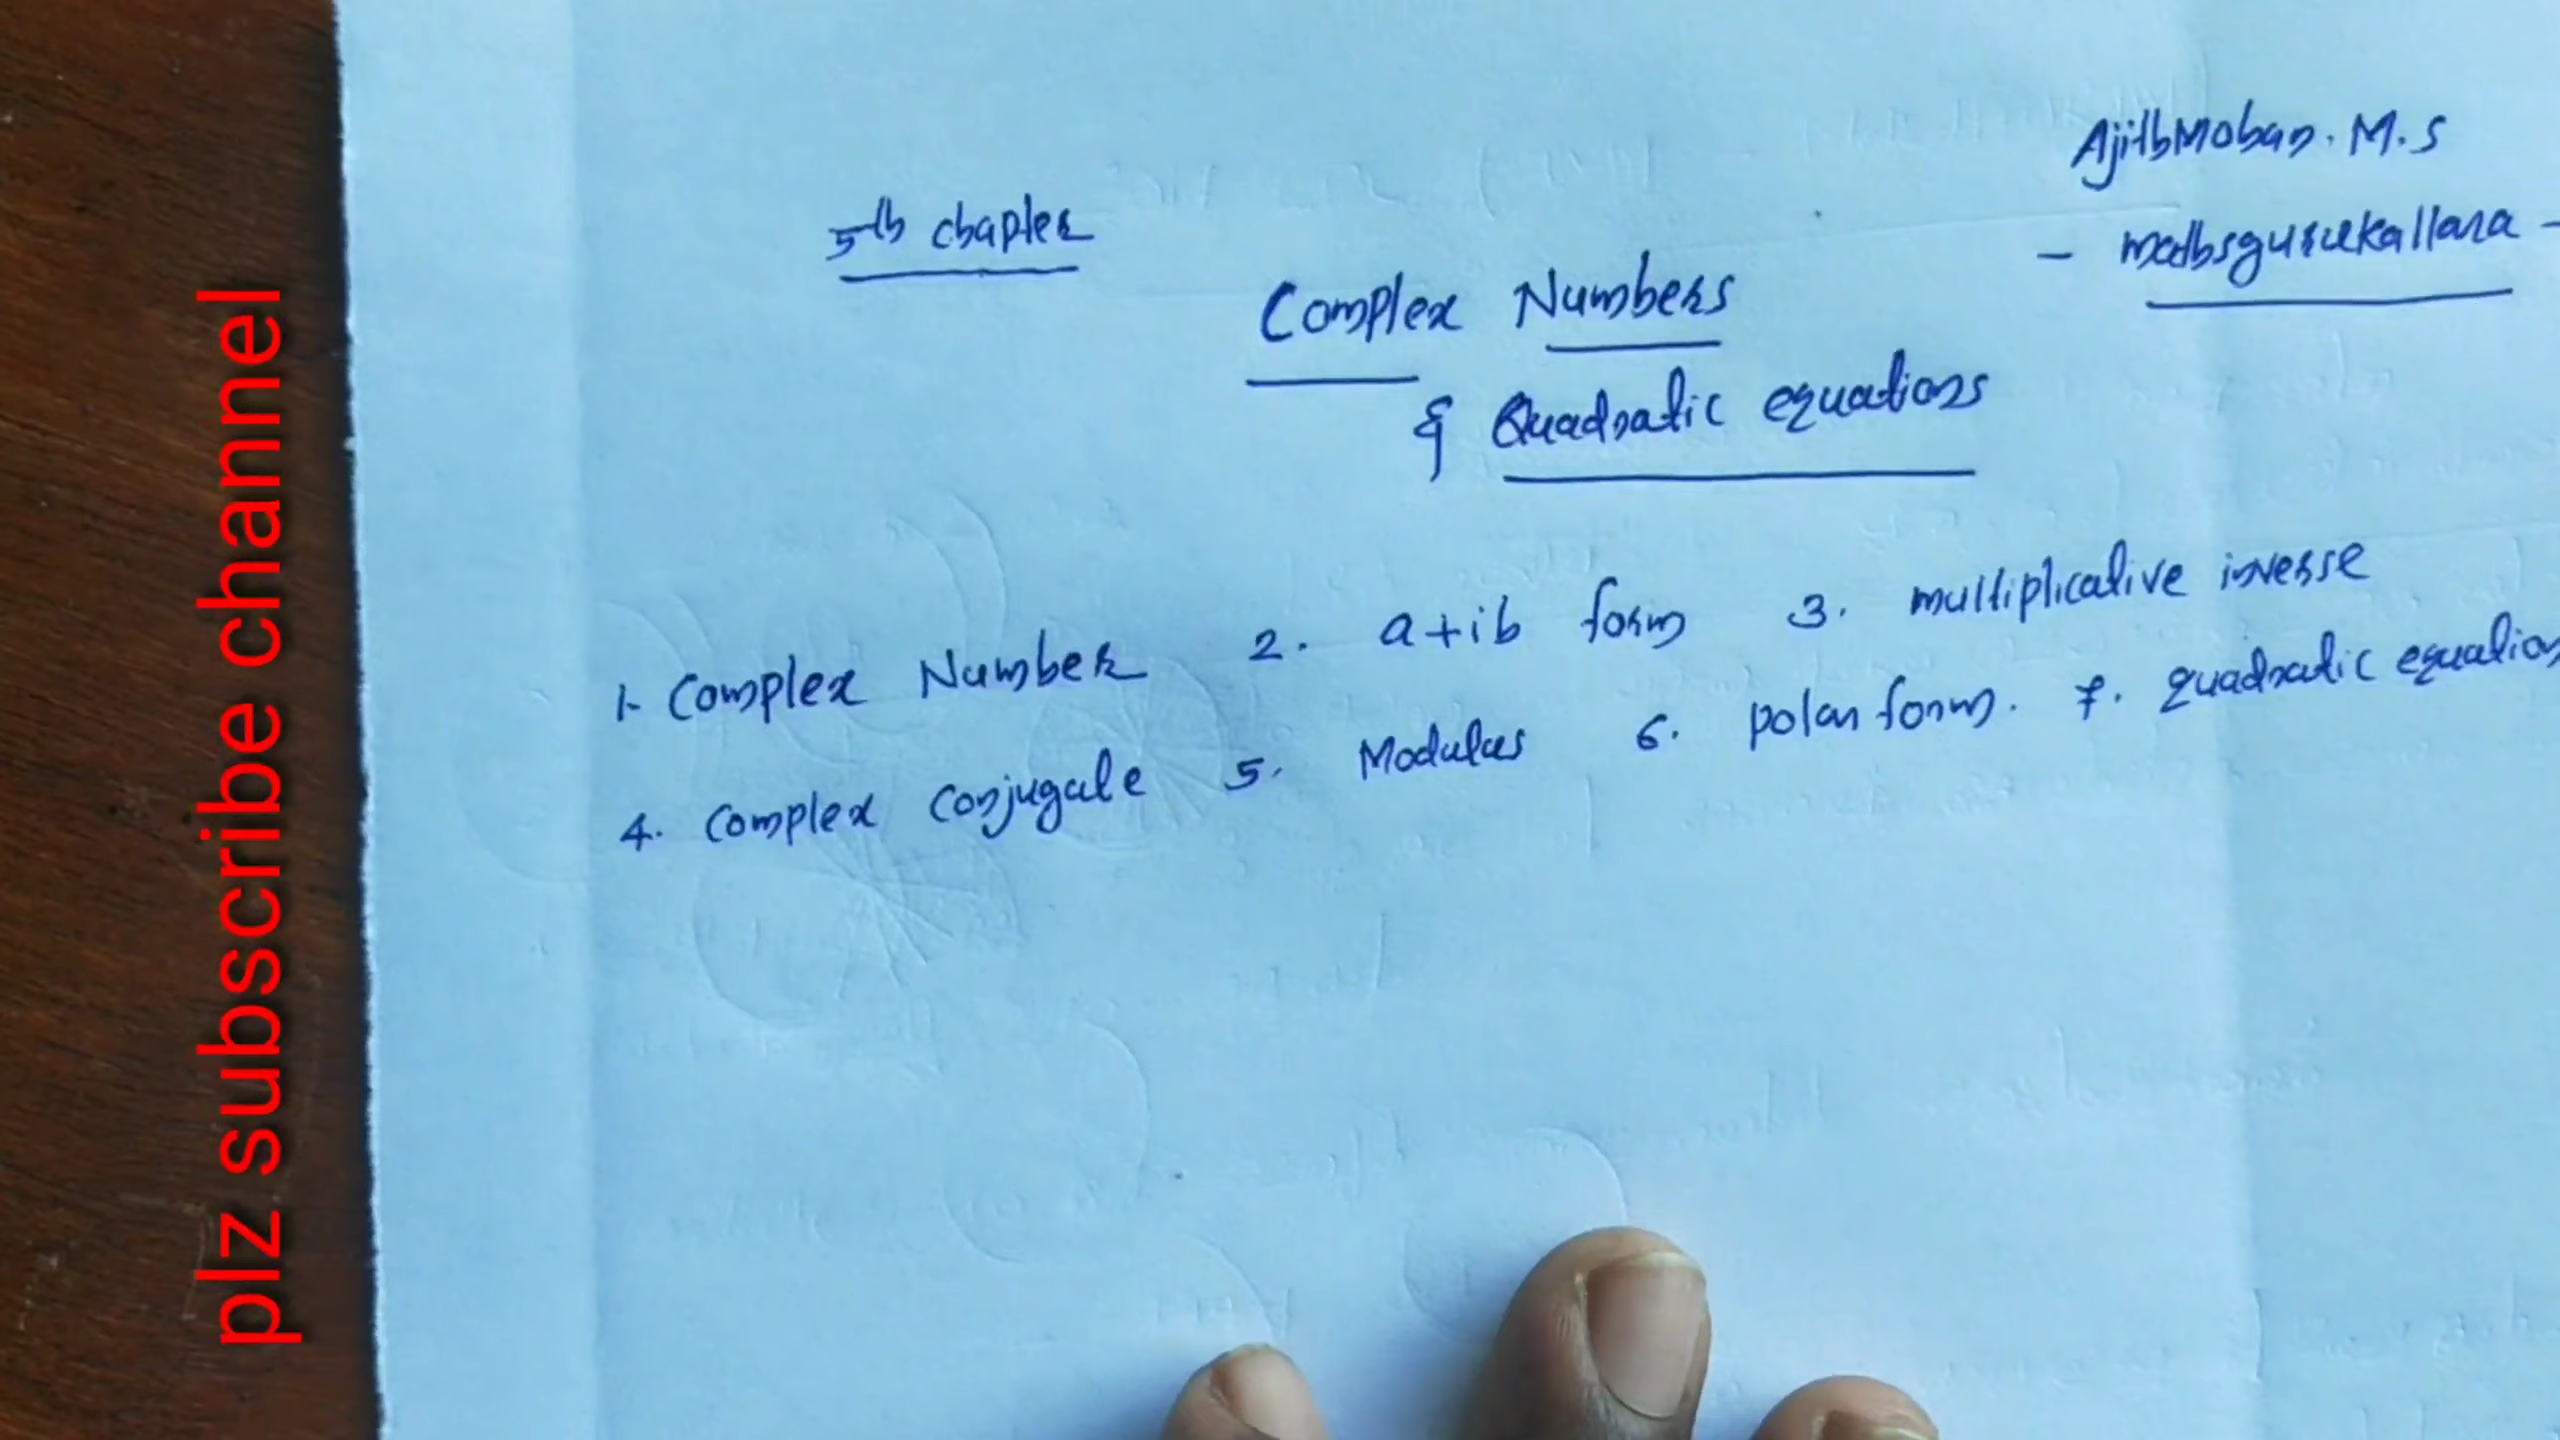 AjithMohan. M.S
5th chapter
- mathsgurukallara -
Complex Numbers
& Quadratic equations
1. Complex Number 2. a+ib form 3. multiplicative inverse
4. Complex Conjugate 5. Modulus 6. polar form. 7. quadratic equation
plz subscribe channel